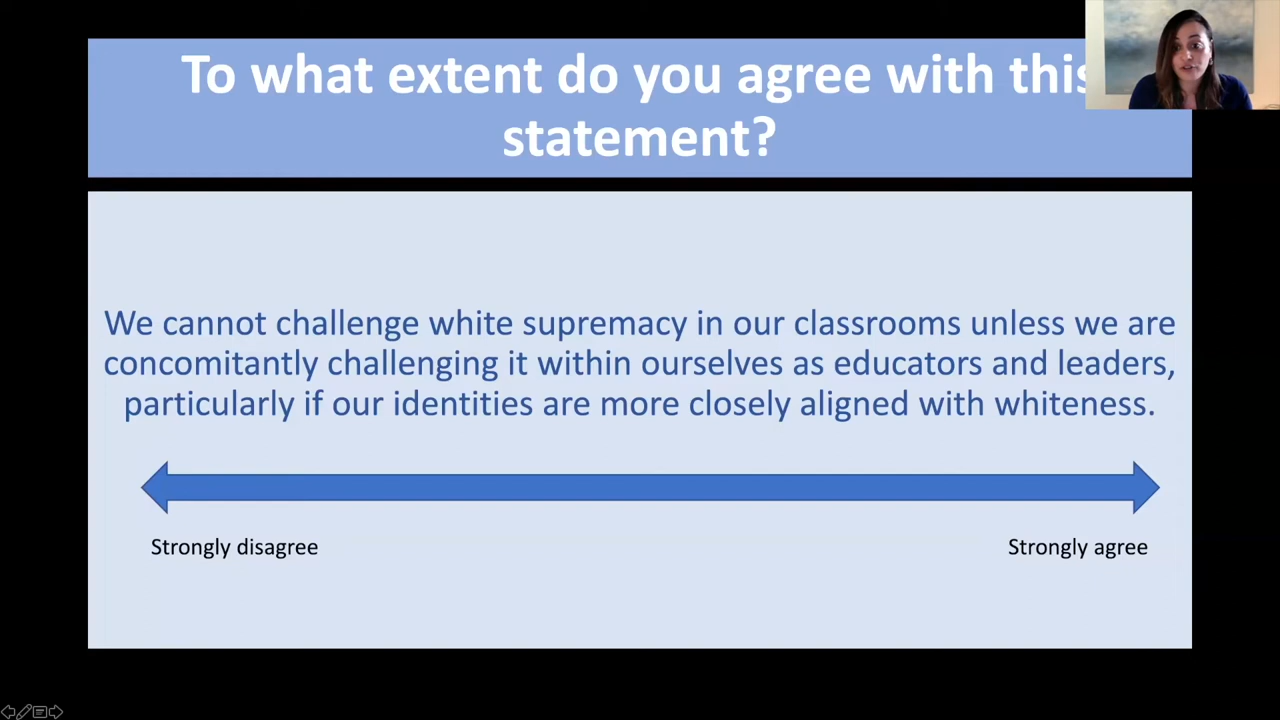 To what extent do you agree with this
statement?
We cannot challenge white supremacy in our classrooms unless we are
concomitantly challenging it within ourselves as educators and leaders,
particularly if our identities are more closely aligned with whiteness.
Strongly disagree
Strongly agree